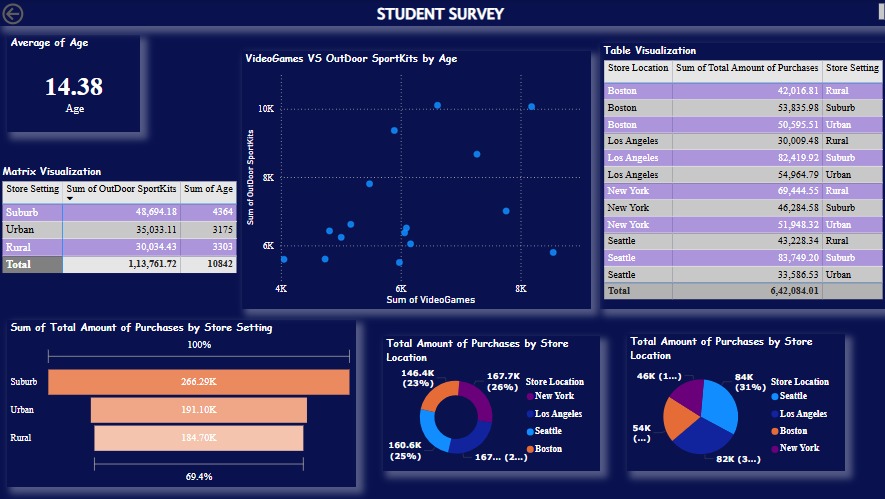 STUDENT SURVEY
Average of Age
14.38
Age
Matrix Visualization
Store Setting Sum of OutDoor SportKits Sum of Age
Suburb 48,694.18 4364
Urban 35,033.11 3175
Rural 30,034.43 3303
Total 1,13,761.72 10842
VideoGames VS OutDoor SportKits by Age
Sum of OutDoor SportKits
10K
8K
6K
4K 6K 8K
Sum of VideoGames
Table Visualization
Store Location Sum of Total Amount of Purchases Store Setting
Boston 42,016.81 Rural
Boston 53,835.98 Suburb
Boston 50,595.51 Urban
Los Angeles 30,009.48 Rural
Los Angeles 82,419.92 Suburb
Los Angeles 54,964.79 Urban
New York 69,444.55 Rural
New York 46,284.58 Suburb
New York 51,948.32 Urban
Seattle 43,228.34 Rural
Seattle 83,749.20 Suburb
Seattle 33,586.53 Urban
Total 6,42,084.01
Sum of Total Amount of Purchases by Store Setting
100%
Suburb 266.29K
Urban 191.10K
Rural 184.70K
69.4%
Total Amount of Purchases by Store
Location
146.4K
(23%)
167.7K
(26%)
160.6K
(25%)
167... (2...)
Store Location
New York
Los Angeles
Seattle
Boston
Total Amount of Purchases by Store
Location
46K (1...)
84K
(31%)
54K
(...)
82K (3...)
Store Location
Seattle
Los Angeles
Boston
New York